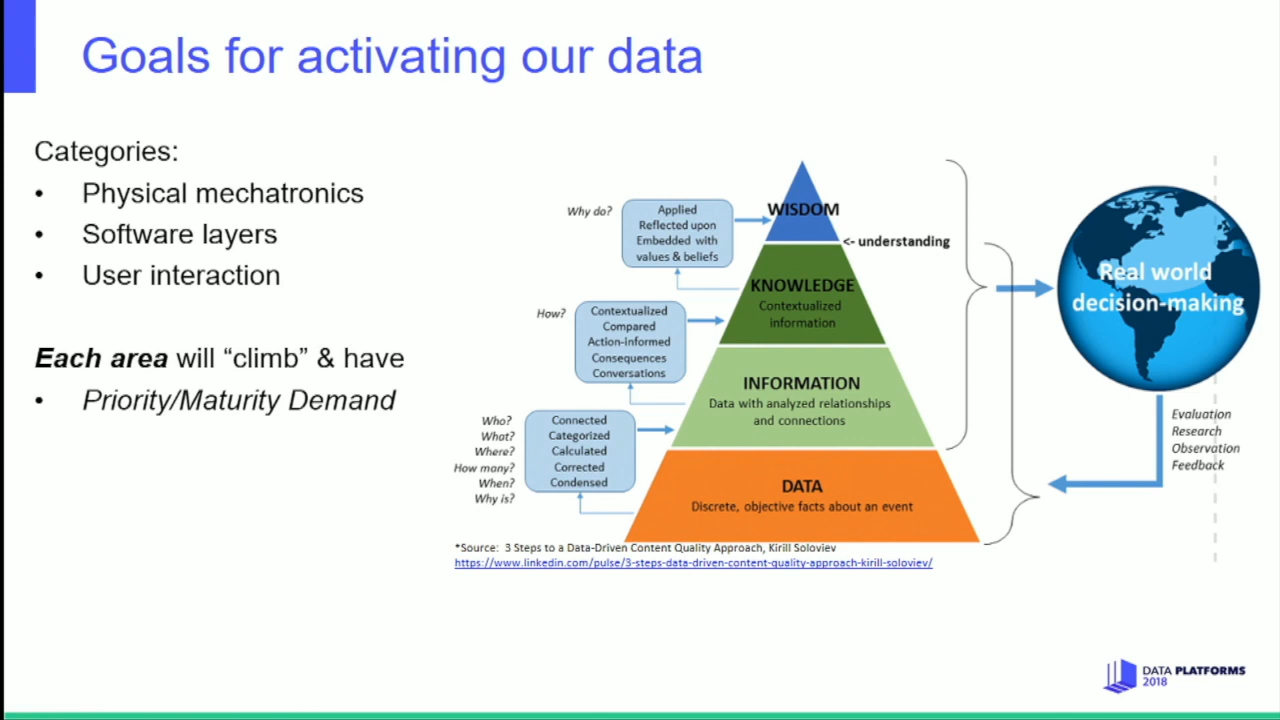 Goals for activating our data
Categories:
• Physical mechatronics
• Software layers
• User interaction
Each area will “climb” & have
• Priority/Maturity Demand
Why do?
Applied
Reflected upon
Embedded with
values & beliefs
WISDOM
<- understanding
How?
Contextualized
Compared
Action-informed
Consequences
Conversations
KNOWLEDGE
Contextualized
information
Who?
What?
Where?
How many?
When?
Why is?
Connected
Categorized
Calculated
Corrected
Condensed
INFORMATION
Data with analyzed relationships
and connections
DATA
Discrete, objective facts about an event
Real world
decision-making
Evaluation
Research
Observation
Feedback
*Source: 3 Steps to a Data-Driven Content Quality Approach, Kirill Soloviev
https://www.linkedin.com/pulse/3-steps-data-driven-content-quality-approach-kirill-soloviev/
DATA PLATFORMS
2018